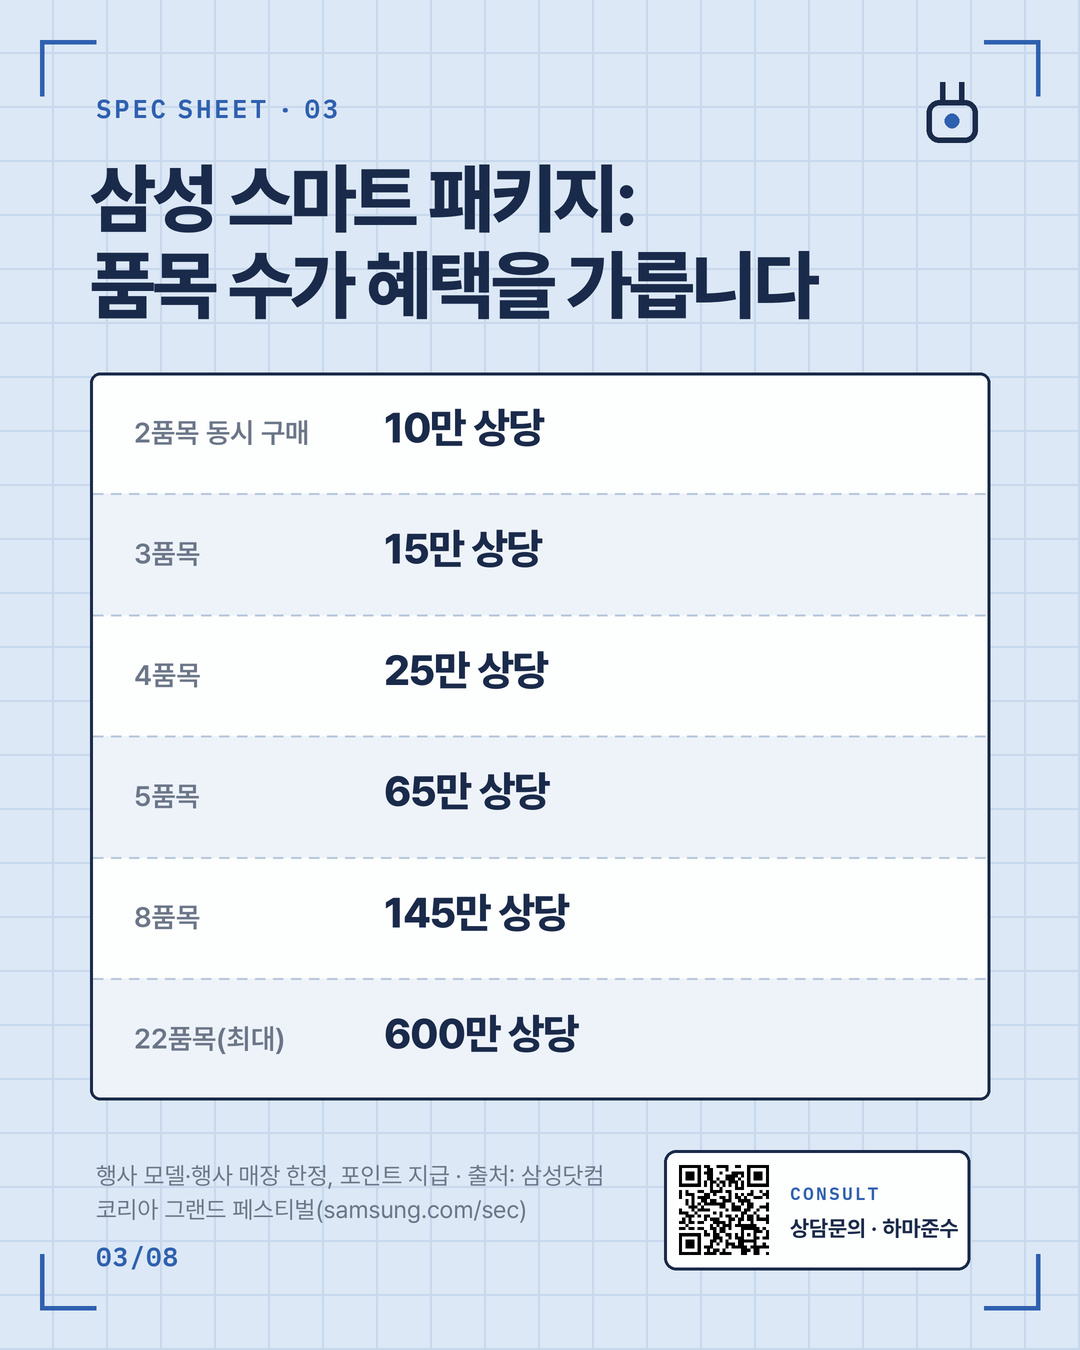 SPEC SHEET · 03
삼성 스마트 패키지:
품목 수가 혜택을 가릅니다
2품목 동시 구매 10만 상당
3품목 15만 상당
4품목 25만 상당
5품목 65만 상당
8품목 145만 상당
22품목(최대) 600만 상당
행사 모델·행사 매장 한정, 포인트 지급 · 출처: 삼성닷컴
코리아 그랜드 페스티벌(samsung.com/sec)
03/08
CONSULT
상담문의 · 하마준수